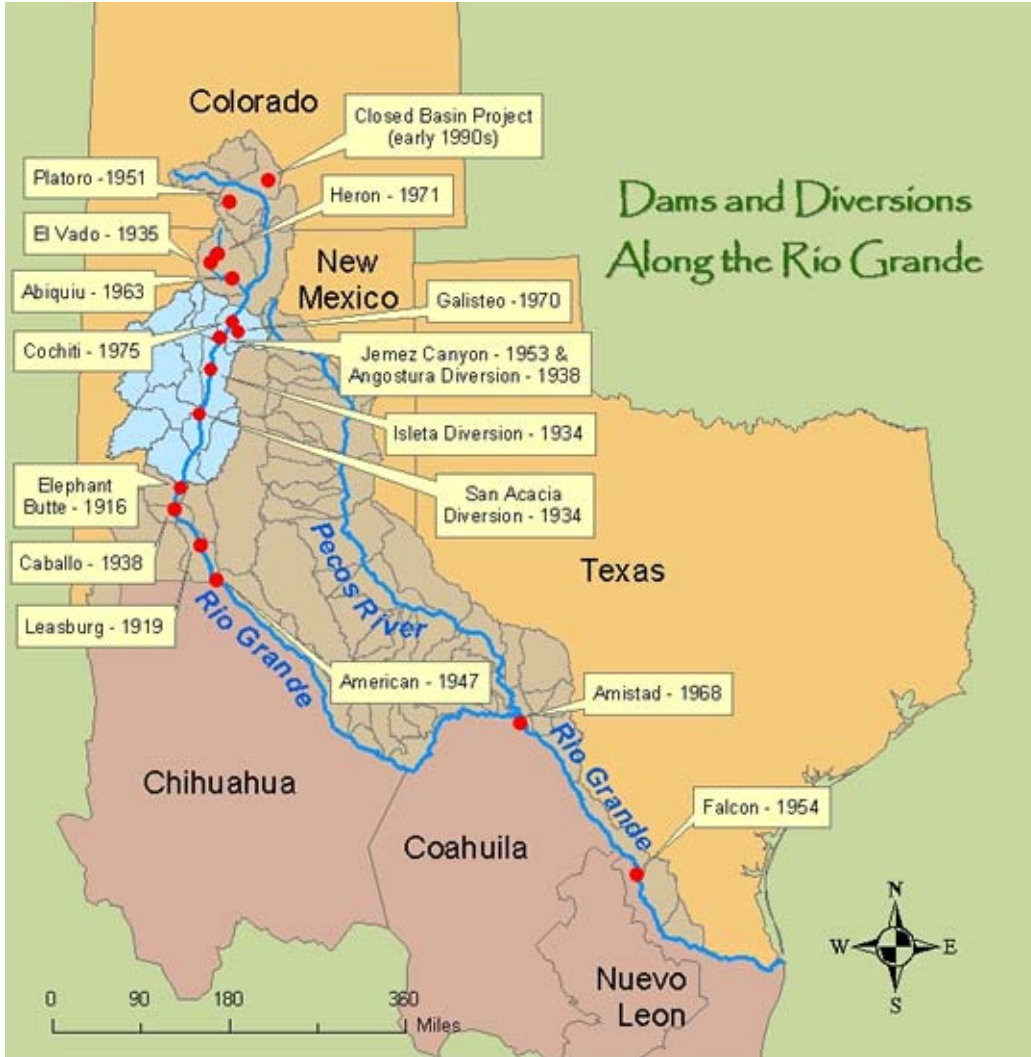 Colorado
Closed Basin Project
(early 1990s)
Platoro - 1951
Heron - 1971
Dams and Diversions
Along the Rio Grande
El Vado - 1935
New
Mexico
Abiquiu - 1963
Galisteo - 1970
Cochiti - 1975
Jemez Canyon - 1953 &
Angostura Diversion - 1938
Isleta Diversion - 1934
Elephant
Butte - 1916
San Acacia
Diversion - 1934
Caballo - 1938
Pecos River
Texas
Leasburg - 1919
Rio Grande
American - 1947
Amistad - 1968
Rio Grande
Chihuahua
Falcon - 1954
Coahuila
N
W
E
S
Nuevo
Leon
0 90 180 360
Miles